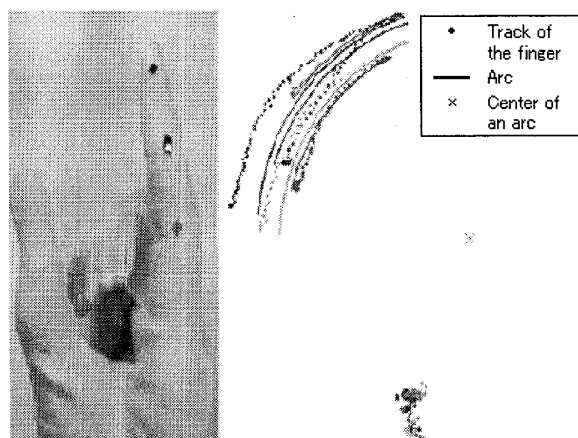 Track of
the finger
Arc
Center of
an arc